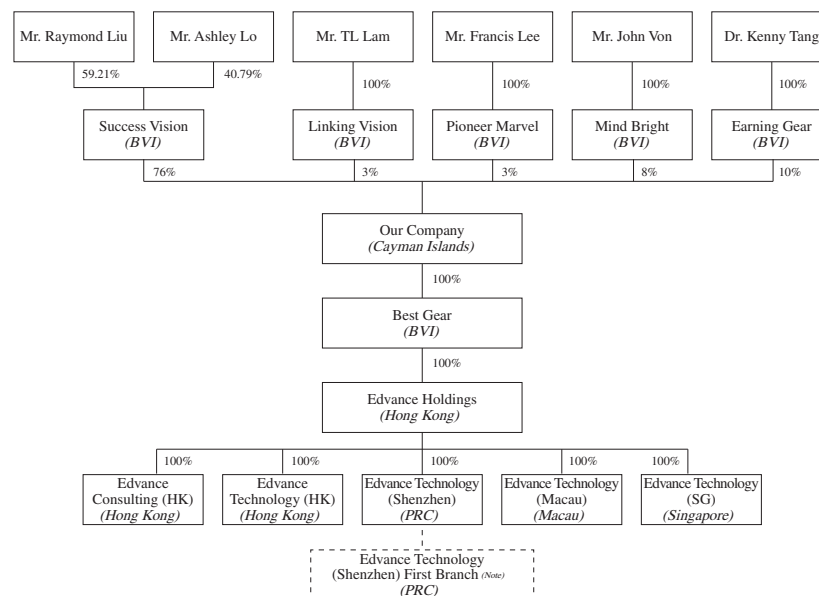 Mr. Raymond Liu
Mr. Ashley Lo
Mr. TL Lam
Mr. Francis Lee
Mr. John Von
Dr. Kenny Tang
59.21%
40.79%
100%
100%
100%
100%
Success Vision
(BVI)
Linking Vision
(BVI)
Pioneer Marvel
(BVI)
Mind Bright
(BVI)
Earning Gear
(BVI)
76%
3%
3%
8%
10%
Our Company
(Cayman Islands)
100%
Best Gear
(BVI)
100%
Edvance Holdings
(Hong Kong)
100%
100%
100%
100%
100%
Edvance
Consulting (HK)
(Hong Kong)
Edvance
Technology (HK)
(Hong Kong)
Edvance Technology
(Shenzhen)
(PRC)
Edvance Technology
(Macau)
(Macau)
Edvance Technology
(SG)
(Singapore)
Edvance Technology
(Shenzhen) First Branch (Note)
(PRC)